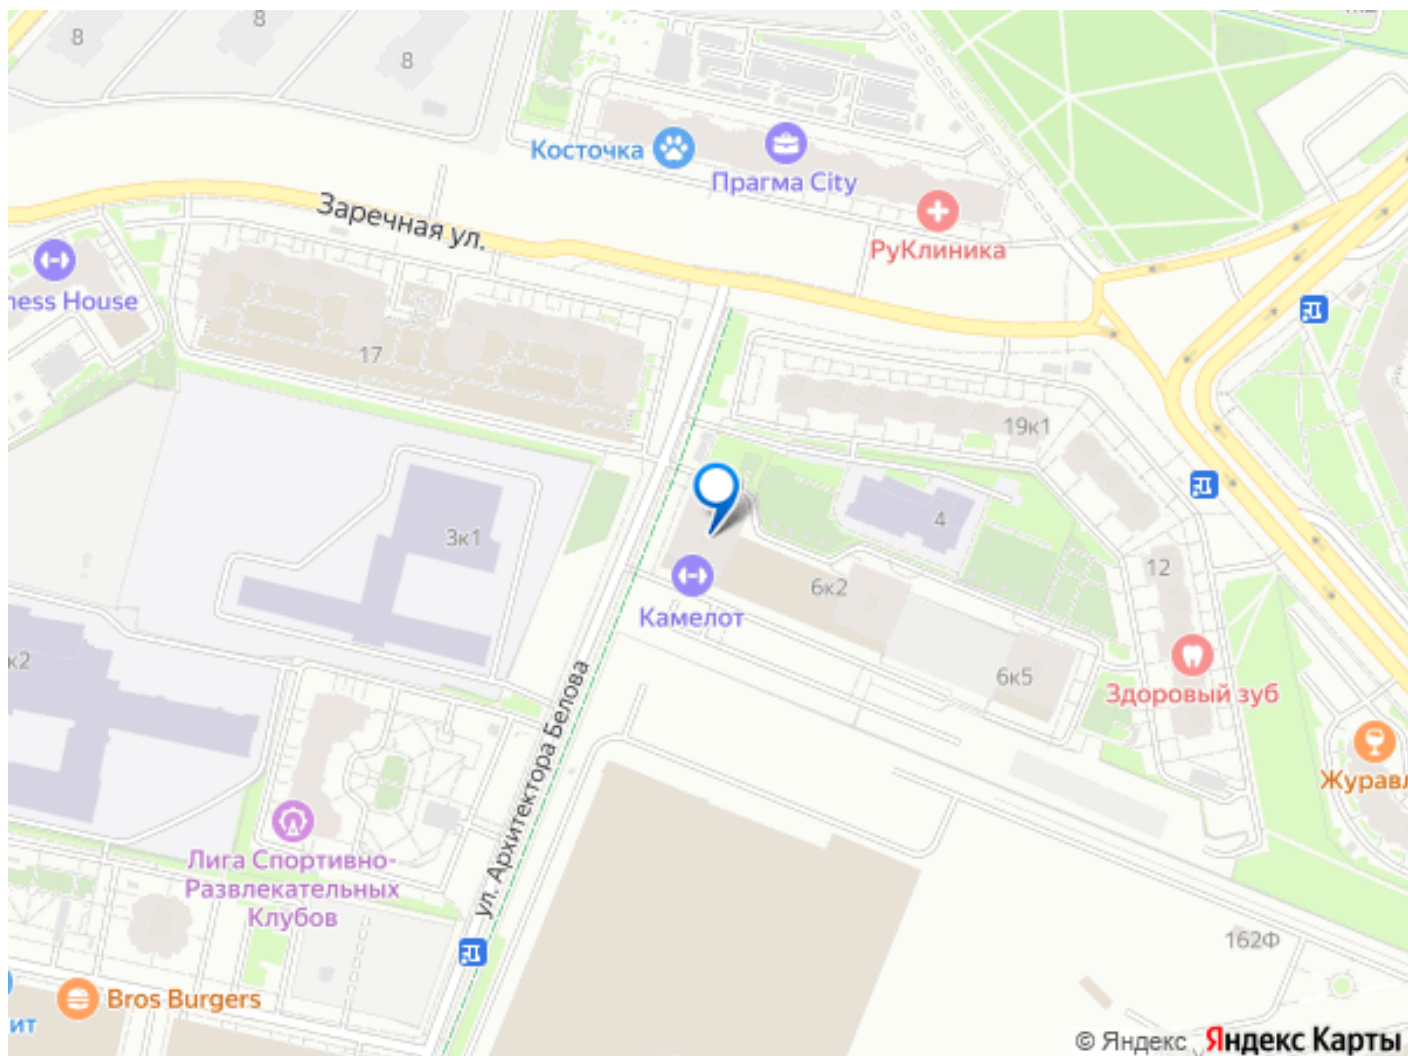 8
8
8
Косточка
Прагма City
РуКлиника
Заречная ул.
ness House
17
19к1
3к1
4
12
6к2
Камелот
к2
6к5
Здоровый зуб
Журавл
ул. Архитектора Белова
Лига Спортивно-
Развлекательных
Клубов
162Ф
Bros Burgers
ит
© Яндекс Яндекс Карты